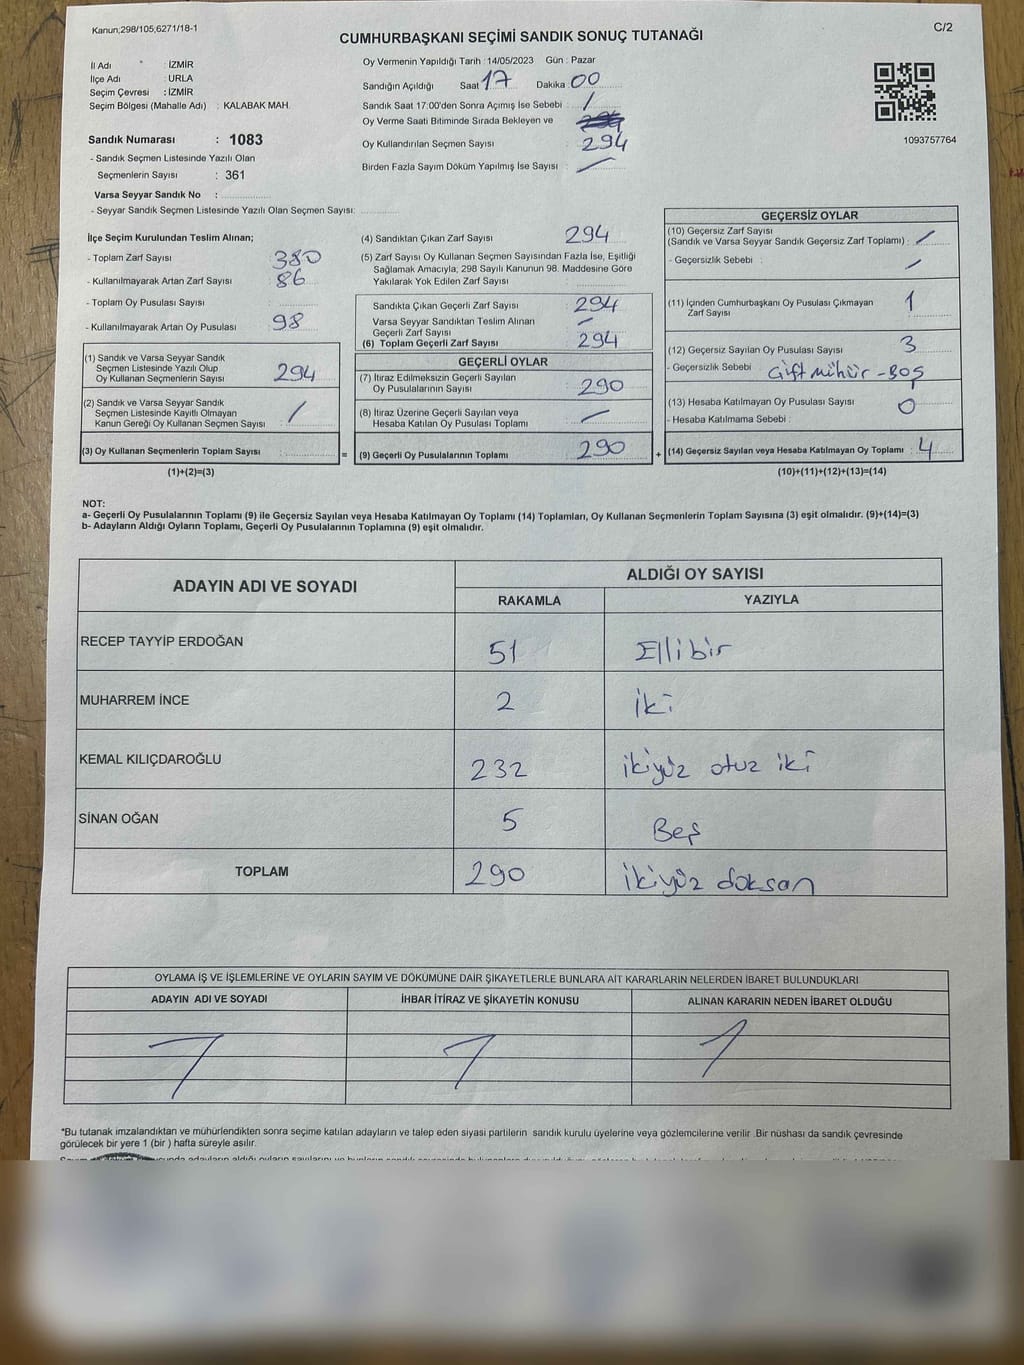 Kanun;298/105,6271/18-1
C/2
CUMHURBAŞKANI SEÇİMİ SANDIK SONUÇ TUTANAĞI
İl Adı : İZMİR
İlçe Adı : URLA
Seçim Çevresi : İZMİR
Seçim Bölgesi (Mahalle Adı) : KALABAK MAH.
Sandık Numarası : 1083
- Sandık Seçmen Listesinde Yazılı Olan
Seçmenlerin Sayısı : 361
Varsa Seyyar Sandık No :
- Seyyar Sandık Seçmen Listesinde Yazılı Olan Seçmen Sayısı:
Oy Vermenin Yapıldığı Tarih : 14/05/2023 Gün : Pazar
Sandığın Açıldığı Saat 17 Dakika 00
Sandık Saat 17:00'den Sonra Açımış İse Sebebi : /
Oy Verme Saati Bitiminde Sırada Bekleyen ve
Oy Kullandırılan Seçmen Sayısı : 294
Birden Fazla Sayım Döküm Yapılmış İse Sayısı : /
1093757764
İlçe Seçim Kurulundan Teslim Alınan;
- Toplam Zarf Sayısı : 380
- Kullanılmayarak Artan Zarf Sayısı : 86
- Toplam Oy Pusulası Sayısı :
- Kullanılmayarak Artan Oy Pusulası : 98
(1) Sandık ve Varsa Seyyar Sandık
Seçmen Listesinde Yazılı Olup
Oy Kullanan Seçmenlerin Sayısı : 294
(2) Sandık ve Varsa Seyyar Sandık
Seçmen Listesinde Kayıtlı Olmayan
Kanun Gereği Oy Kullanan Seçmen Sayısı : /
(3) Oy Kullanan Seçmenlerin Toplam Sayısı : =
(1)+(2)=(3)
(4) Sandıktan Çıkan Zarf Sayısı : 294
(5) Zarf Sayısı Oy Kullanan Seçmen Sayısından Fazla İse, Eşitliği
Sağlamak Amacıyla; 298 Sayılı Kanunun 98. Maddesine Göre
Yakılarak Yok Edilen Zarf Sayısı :
Sandıkta Çıkan Geçerli Zarf Sayısı : 294
Varsa Seyyar Sandıktan Teslim Alınan
Geçerli Zarf Sayısı : /
(6) Toplam Geçerli Zarf Sayısı : 294
GEÇERLİ OYLAR
(7) İtiraz Edilmeksizin Geçerli Sayılan
Oy Pusulalarının Sayısı : 290
(8) İtiraz Üzerine Geçerli Sayılan veya
Hesaba Katılan Oy Pusulası Toplamı : /
(9) Geçerli Oy Pusulalarının Toplamı : 290 +
GEÇERSİZ OYLAR
(10) Geçersiz Zarf Sayısı
(Sandık ve Varsa Seyyar Sandık Geçersiz Zarf Toplamı) : /
- Geçersizlik Sebebi : /
(11) İçinden Cumhurbaşkanı Oy Pusulası Çıkmayan
Zarf Sayısı : 1
(12) Geçersiz Sayılan Oy Pusulası Sayısı : 3
- Geçersizlik Sebebi : Çift mühür - Boş
(13) Hesaba Katılmayan Oy Pusulası Sayısı : 0
- Hesaba Katılmama Sebebi :
(14) Geçersiz Sayılan veya Hesaba Katılmayan Oy Toplamı : 4
(10)+(11)+(12)+(13)=(14)
NOT:
a- Geçerli Oy Pusulalarının Toplamı (9) ile Geçersiz Sayılan veya Hesaba Katılmayan Oy Toplamı (14) Toplamları, Oy Kullanan Seçmenlerin Toplam Sayısına (3) eşit olmalıdır. (9)+(14)=(3)
b- Adayların Aldığı Oyların Toplamı, Geçerli Oy Pusulalarının Toplamına (9) eşit olmalıdır.
ADAYIN ADI VE SOYADI
ALDIĞI OY SAYISI
RAKAMLA YAZIYLA
RECEP TAYYİP ERDOĞAN 51 Ellibir
MUHARREM İNCE 2 iki
KEMAL KILIÇDAROĞLU 232 ikiyüz otuz iki
SİNAN OĞAN 5 Beş
TOPLAM 290 ikiyüz doksan
OYLAMA İŞ VE İŞLEMLERİNE VE OYLARIN SAYIM VE DÖKÜMÜNE DAİR ŞİKAYETLERLE BUNLARA AİT KARARLARIN NELERDEN İBARET BULUNDUKLARI
ADAYIN ADI VE SOYADI İHBAR İTİRAZ VE ŞİKAYETİN KONUSU ALINAN KARARIN NEDEN İBARET OLDUĞU
*Bu tutanak imzalandıktan ve mühürlendikten sonra seçime katılan adayların ve talep eden siyasi partilerin sandık kurulu üyelerine veya gözlemcilerine verilir .Bir nüshası da sandık çevresinde
görülecek bir yere 1 (bir ) hafta süreyle asılır.